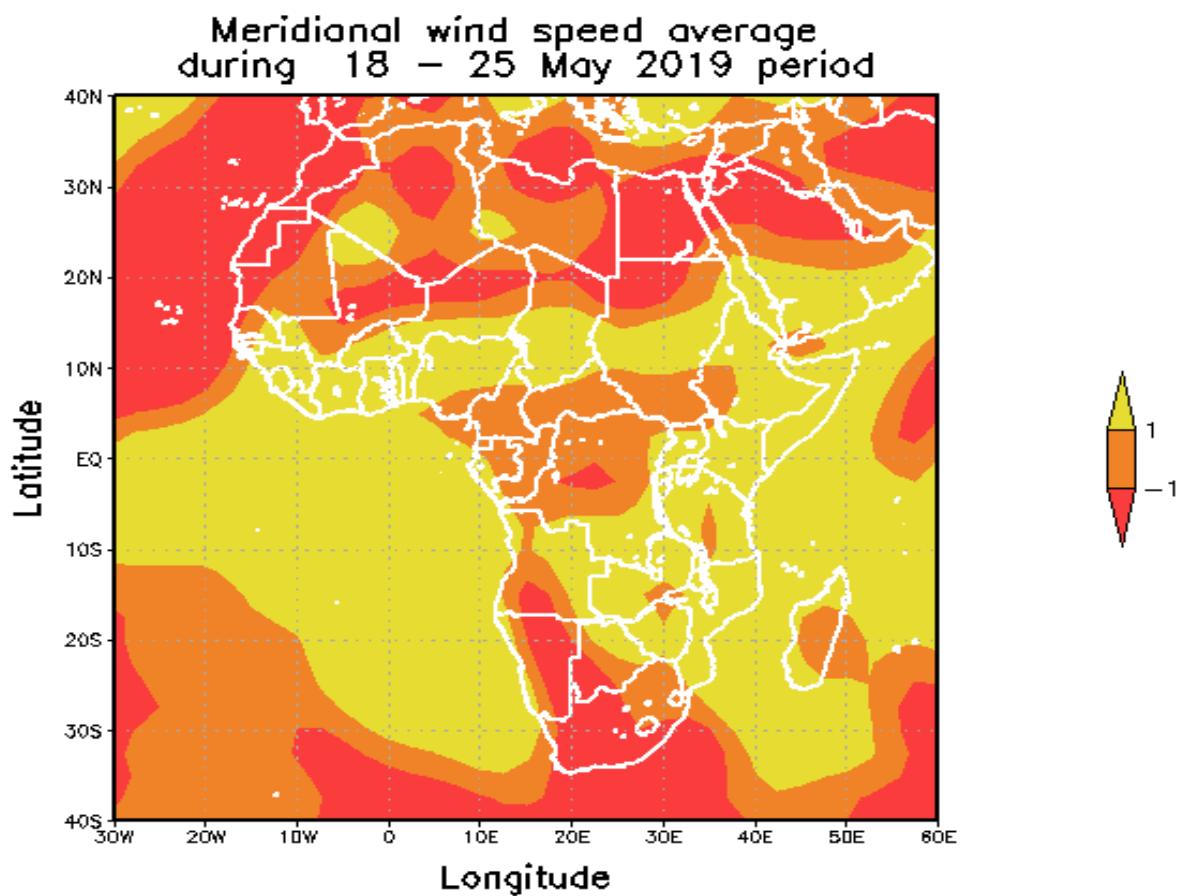 Meridianal wind speed average
during 18 – 25 May 2019 period
40N
30N
20N
10N
EQ
10S
20S
30S
40S
Latitude
30W 20W 10W 0 10E 20E 30E 40E 50E 60E
Longitude
1
−1